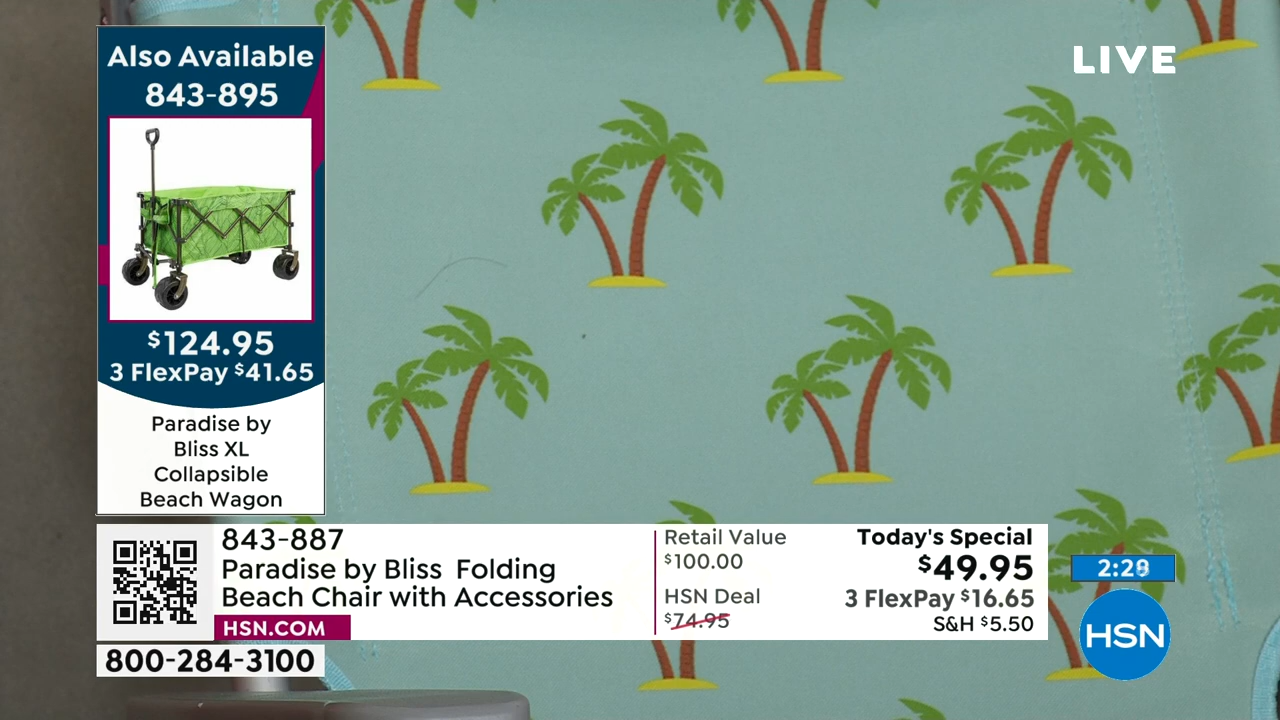 Also Available
843-895
$124.95
3 FlexPay $41.65
Paradise by
Bliss XL
Collapsible
Beach Wagon
LIVE
843-887
Paradise by Bliss Folding
Beach Chair with Accessories
HSN.COM
800-284-3100
Retail Value
$100.00
HSN Deal
$74.95
Today's Special
$49.95
3 FlexPay $16.65
S&H $5.50
2:28
HSN